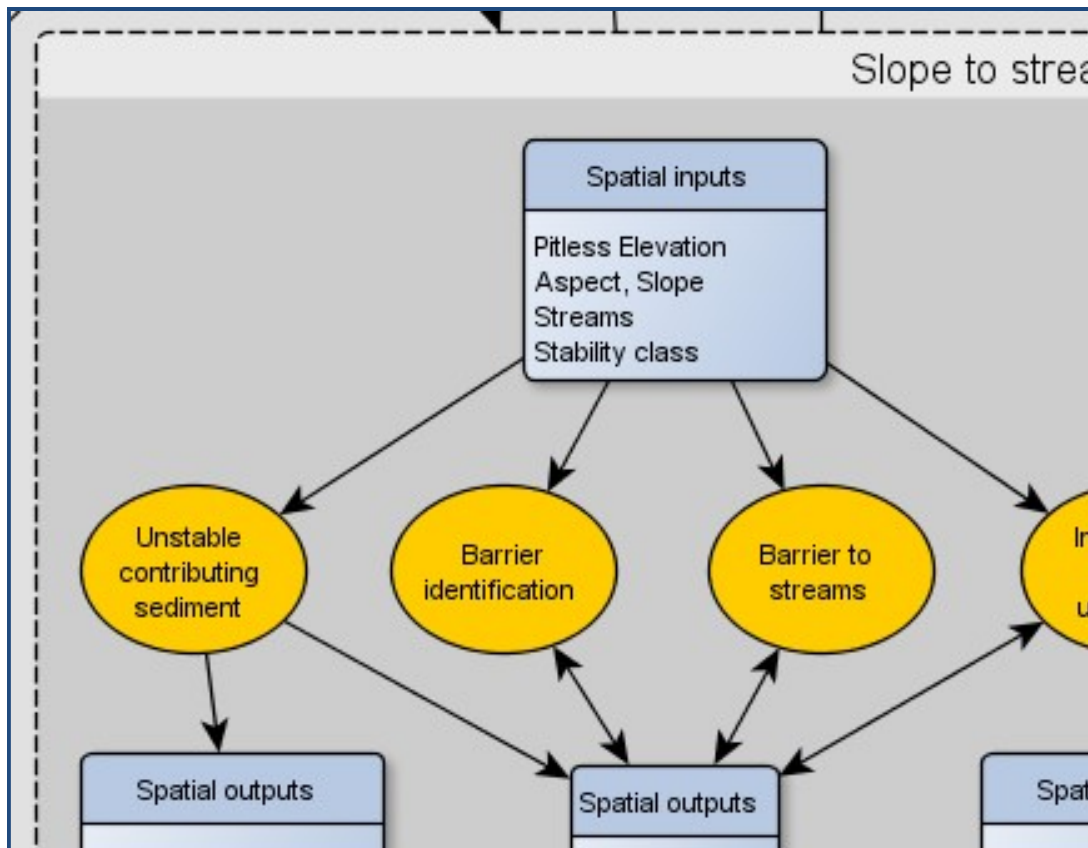 Slope to
Spatial inputs
Pitless Elevation
Aspect, Slope
Streams
Stability class
Unstable
contributing
sediment
Barrier
identification
Barrier to
streams
Spatial outputs
Spatial outputs